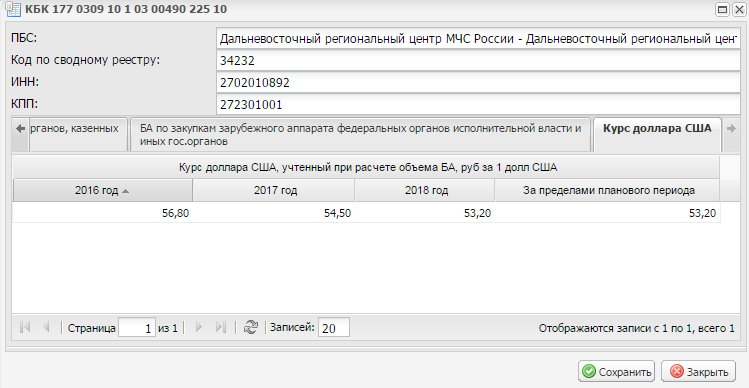 КБК 177 0309 10 1 03 00490 225 10
ПБС: Дальневосточный региональный центр МЧС России - Дальневосточный региональный цент
Код по сводному реестру: 34232
ИНН: 2702010892
КПП: 272301001
рганов, казенных
БА по закупкам зарубежного аппарата федеральных органов исполнительной власти и
иных гос.органов
Курс доллара США
Курс доллара США, учтенный при расчете объема БА, руб за 1 долл США
2016 год 2017 год 2018 год За пределами планового периода
56,80 54,50 53,20 53,20
Страница 1 из 1 Записей: 20 Отображаются записи с 1 по 1, всего 1
Сохранить Закрыть